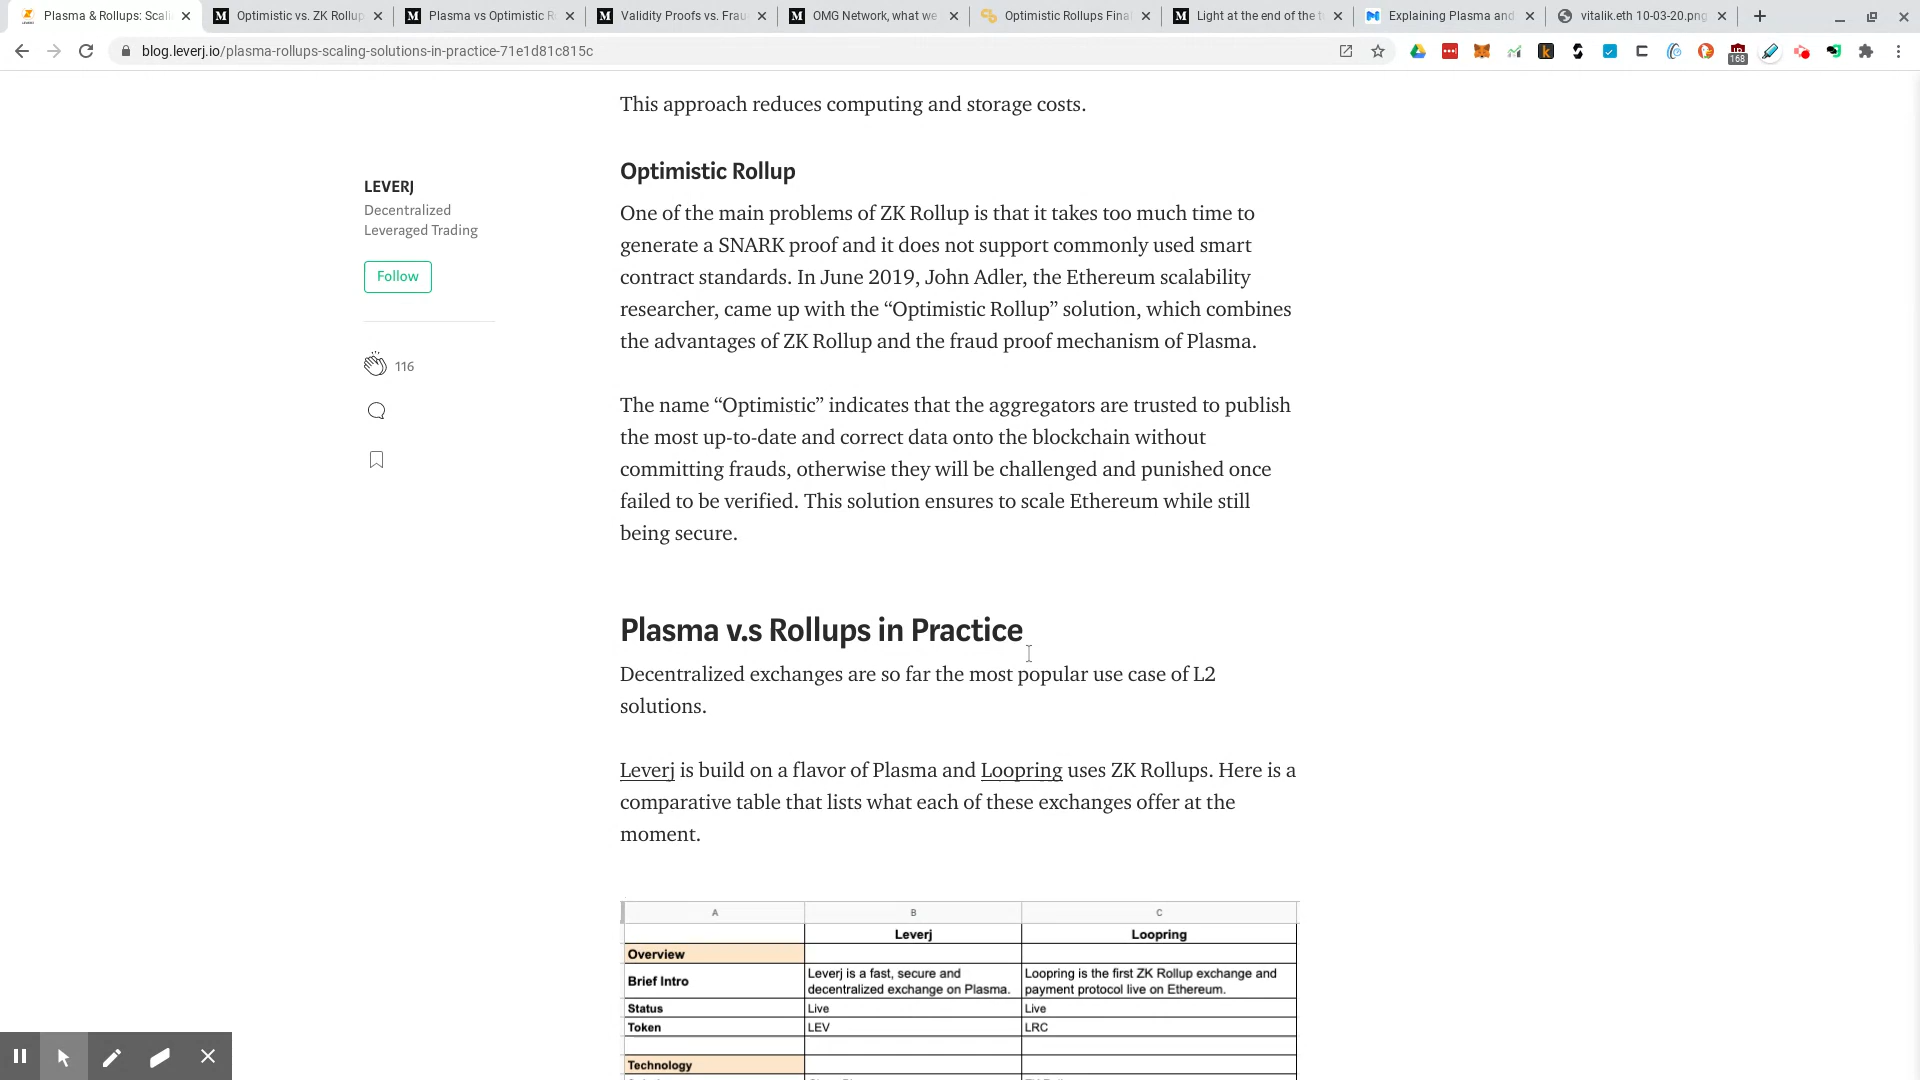 Plasma & Rollups: Scali
Optimistic vs. ZK Rollup
Plasma vs Optimistic R
Validity Proofs vs. Frau
OMG Network, what we
Optimistic Rollups Final
Light at the end of the t
Explaining Plasma and
vitalik.eth 10-03-20.png
blog.leverj.io/plasma-rollups-scaling-solutions-in-practice-71e1d81c815c
168
This approach reduces computing and storage costs.
LEVERJ
Decentralized
Leveraged Trading
Follow
116
Optimistic Rollup
One of the main problems of ZK Rollup is that it takes too much time to
generate a SNARK proof and it does not support commonly used smart
contract standards. In June 2019, John Adler, the Ethereum scalability
researcher, came up with the “Optimistic Rollup” solution, which combines
the advantages of ZK Rollup and the fraud proof mechanism of Plasma.
The name “Optimistic” indicates that the aggregators are trusted to publish
the most up-to-date and correct data onto the blockchain without
committing frauds, otherwise they will be challenged and punished once
failed to be verified. This solution ensures to scale Ethereum while still
being secure.
Plasma v.s Rollups in Practice
Decentralized exchanges are so far the most popular use case of L2
solutions.
Leverj is build on a flavor of Plasma and Loopring uses ZK Rollups. Here is a
comparative table that lists what each of these exchanges offer at the
moment.
A B C
Leverj Loopring
Overview
Brief Intro
Leverj is a fast, secure and
decentralized exchange on Plasma.
Loopring is the first ZK Rollup exchange and
payment protocol live on Ethereum.
Status Live Live
Token LEV LRC
Technology